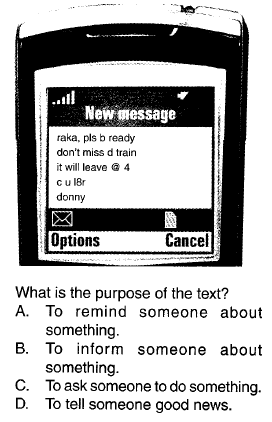 New message
raka, pls b ready
don't miss d train
it will leave @ 4
c u l8r
donny
Options Cancel
What is the purpose of the text?
A. To remind someone about
something.
B. To inform someone about
something.
C. To ask someone to do something.
D. To tell someone good news.